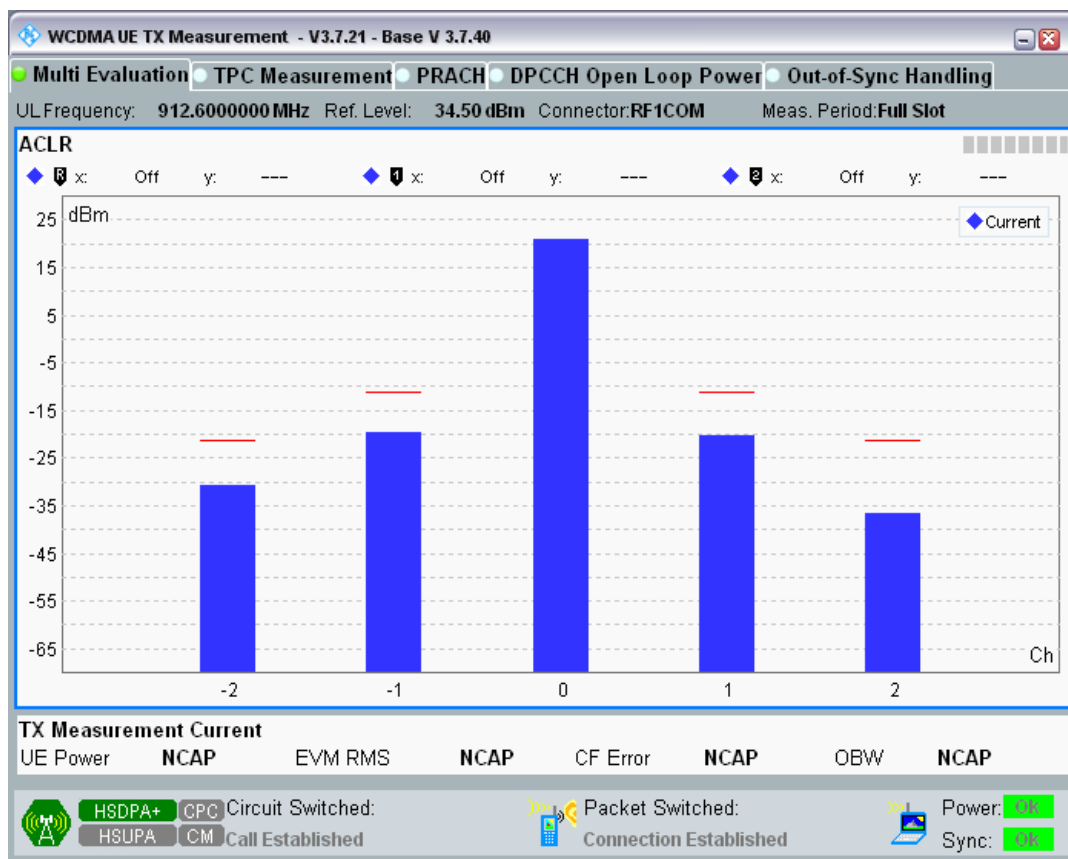 WCDMA UE TX Measurement - V3.7.21 - Base V 3.7.40
Multi Evaluation TPC Measurement PRACH DPCCH Open Loop Power Out-of-Sync Handling
UL Frequency: 912.6000000 MHz Ref. Level: 34.50 dBm Connector:RF1COM Meas. Period:Full Slot
ACLR
R x: Off y: --- 1 x: Off y: --- 2 x: Off y: ---
dBm
Current
25
15
5
-5
-15
-25
-35
-45
-55
-65
Ch
-2 -1 0 1 2
TX Measurement Current
UE Power NCAP EVM RMS NCAP CF Error NCAP OBW NCAP
HSDPA+ CPC Circuit Switched: Packet Switched: Power: Ok
HSUPA CM Call Established Connection Established Sync: Ok